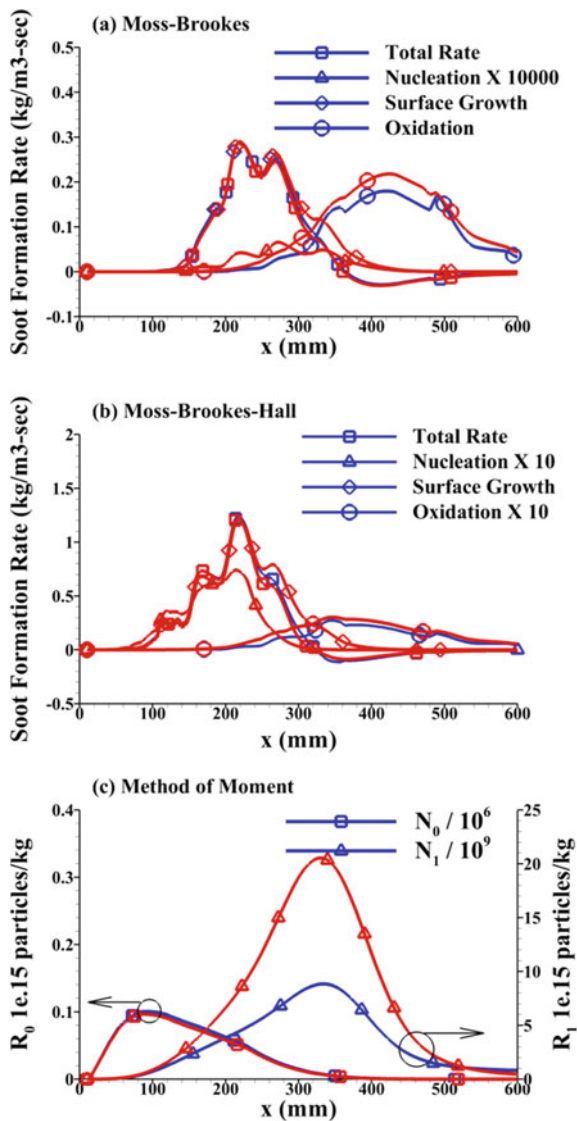 (a) Moss-Brookes
Soot Formation Rate (kg/m3-sec)
0.5
0.4
0.3
0.2
0.1
0
-0.1
Total Rate
Nucleation X 10000
Surface Growth
Oxidation
0 100 200 300 400 500 600
x (mm)
(b) Moss-Brookes-Hall
Soot Formation Rate (kg/m3-sec)
2
1.5
1
0.5
0
-0.5
Total Rate
Nucleation X 10
Surface Growth
Oxidation X 10
0 100 200 300 400 500 600
x (mm)
(c) Method of Moment
R₀ 1e.15 particles/kg
0.4
0.3
0.2
0.1
0
N₀ / 10⁶
N₁ / 10⁹
25
20
15
10
5
0
R₁ 1e.15 particles/kg
0 100 200 300 400 500 600
x (mm)